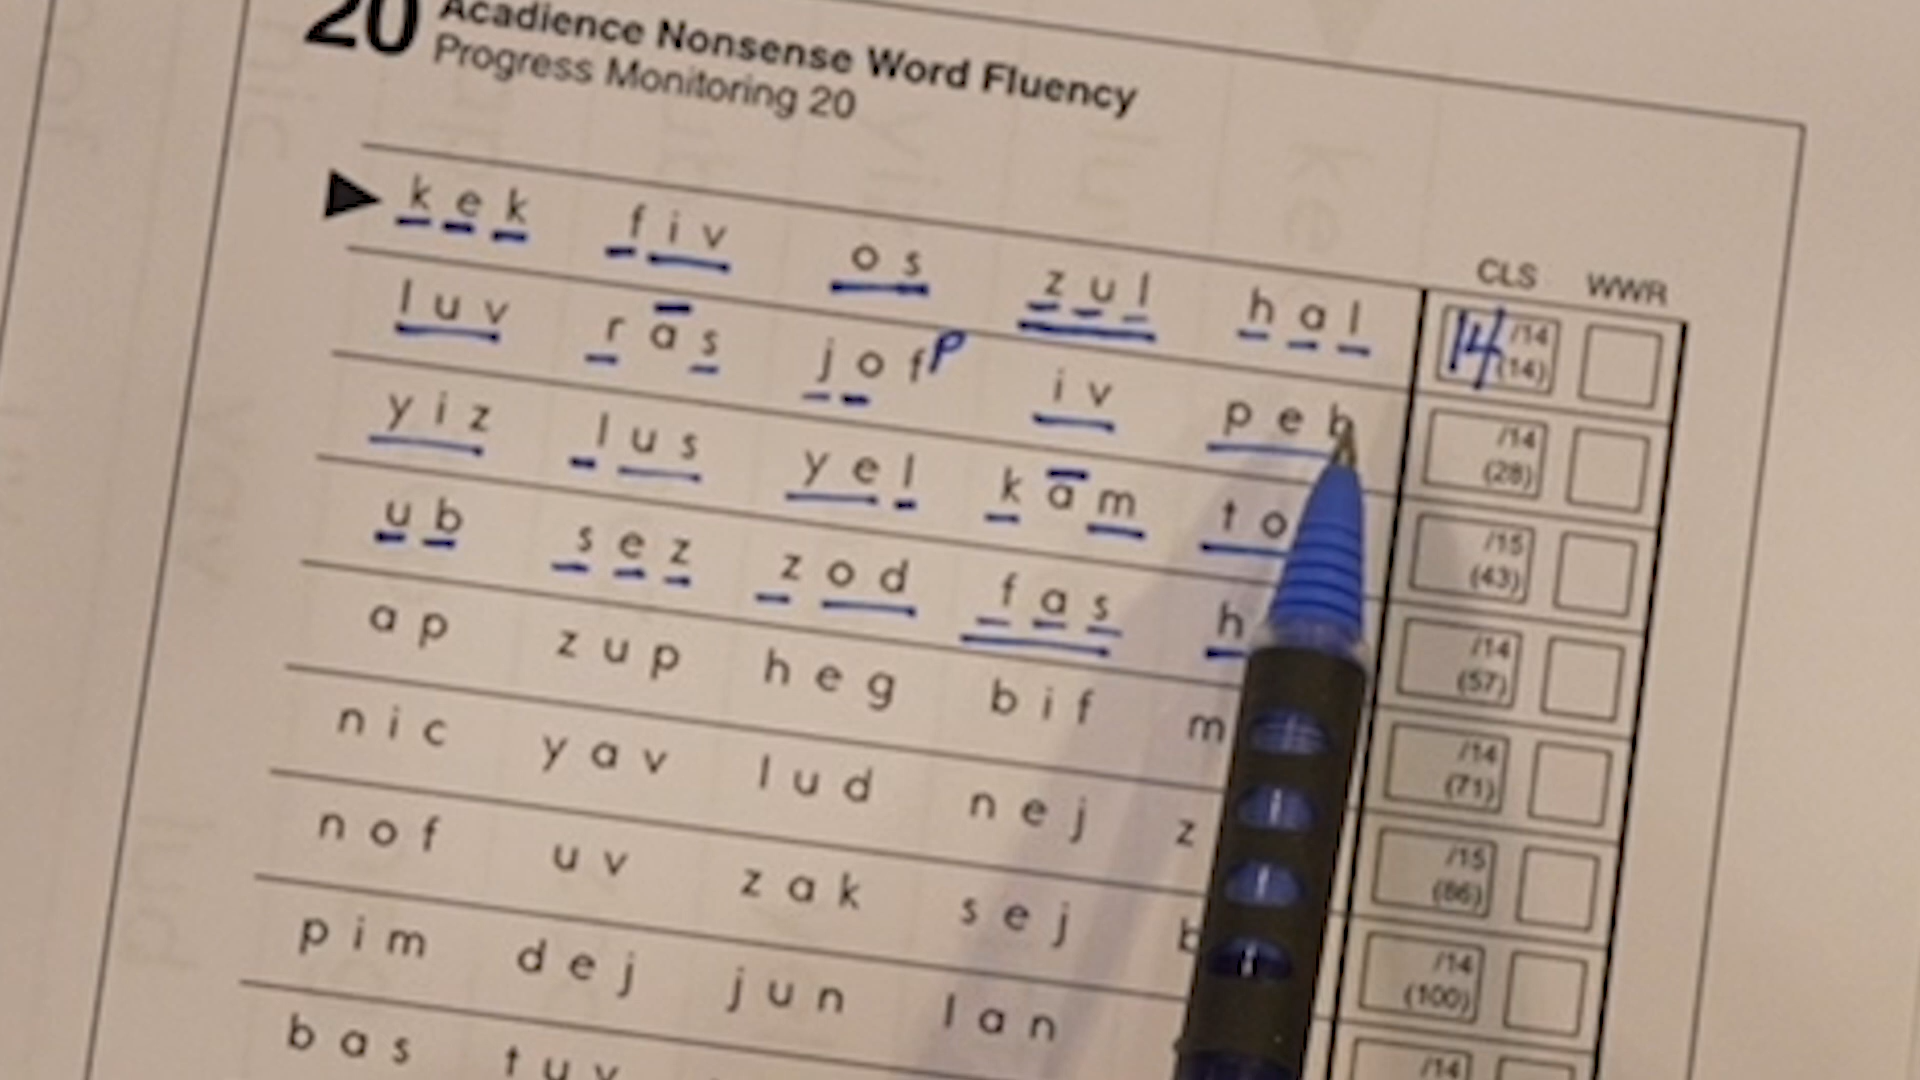 20 Acadience Nonsense Word Fluency
Progress Monitoring 20
CLS WWR
kek fiv os zul hal 14 /14 (14)
luv ras jof p iv peb /14 (28)
yiz lus yel kam to /15 (43)
ub sez zod fas h /14 (57)
ap zup heg bif m /14 (71)
nic yav lud nej z /15 (86)
nof uv zak sej b /14 (100)
pim dej jun lan /14
bas tuv